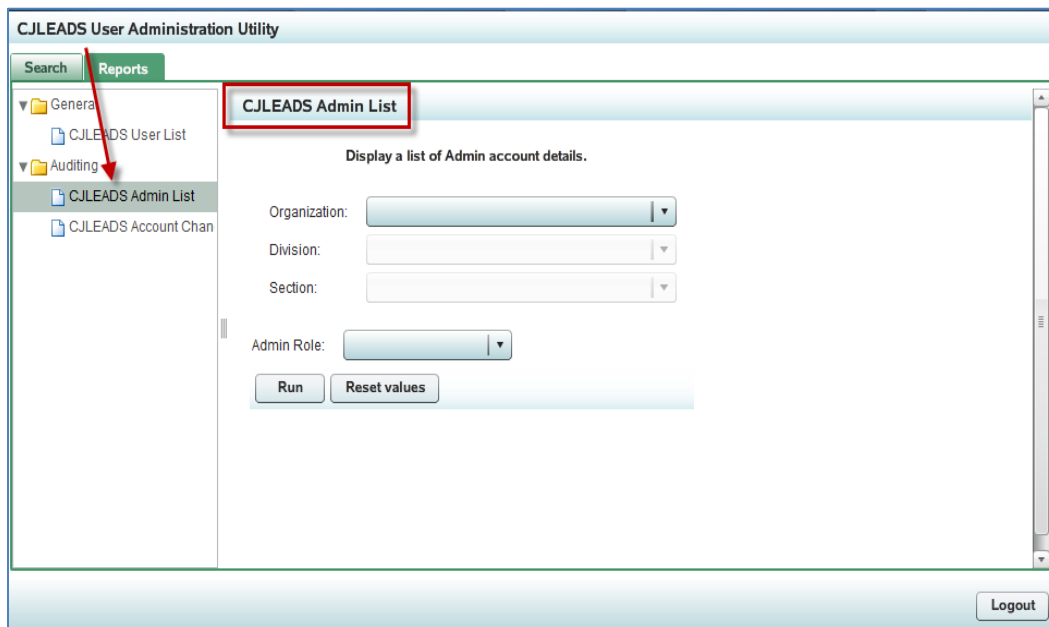 CJLEADS User Administration Utility
Search
Reports
General
CJLEADS User List
Auditing
CJLEADS Admin List
CJLEADS Account Chan
CJLEADS Admin List
Display a list of Admin account details.
Organization:
Division:
Section:
Admin Role:
Run
Reset values
Logout